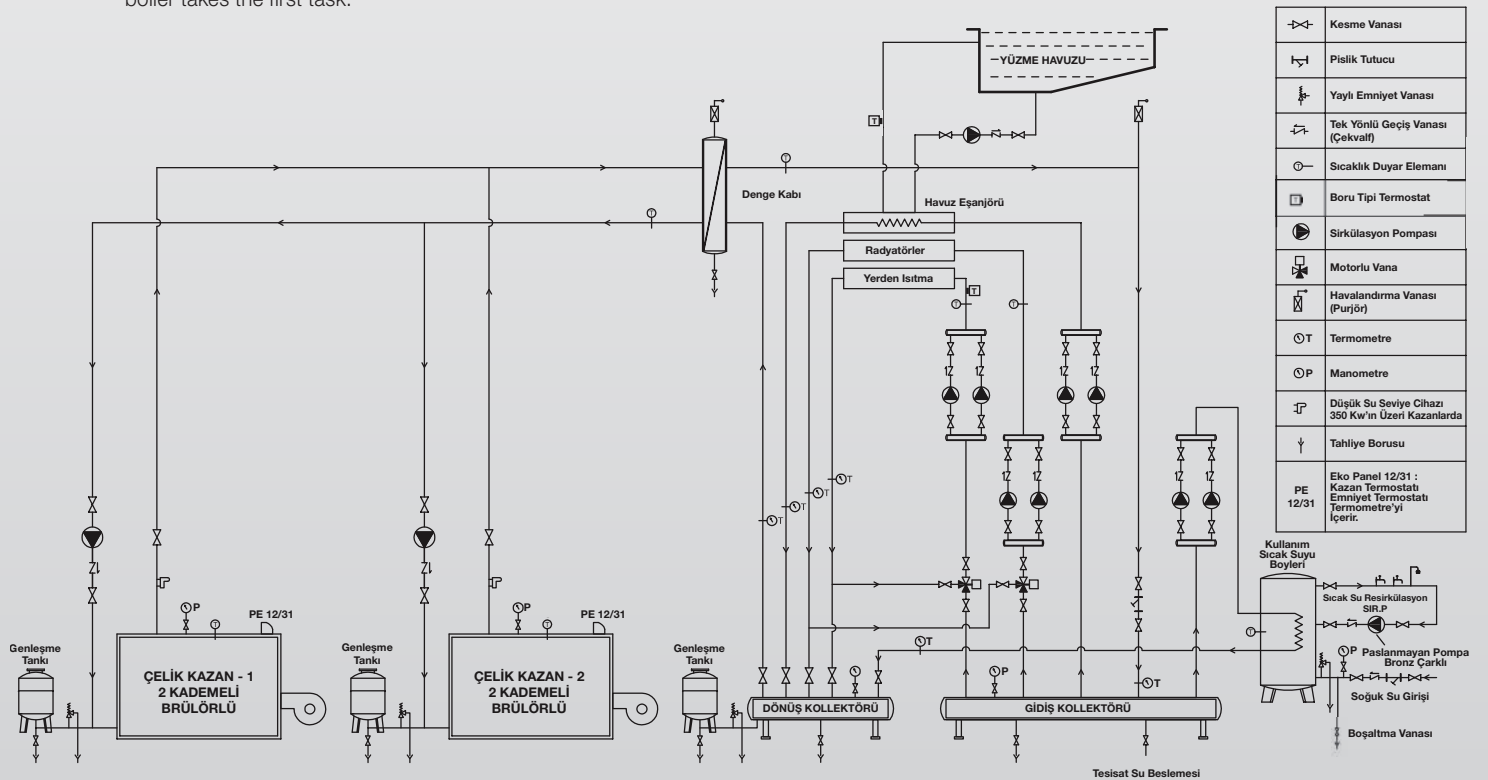 boiler takes the first task.
YÜZME HAVUZU
T
T
Denge Kabı
T
Havuz Eşanjörü
Radyatörler
Yerden Isıtma
T
T
T
T
T
T
T
Kesme Vanası
Pislik Tutucu
Yaylı Emniyet Vanası
Tek Yönlü Geçiş Vanası
(Çekvalf)
T
Sıcaklık Duyar Elemanı
T
Boru Tipi Termostat
Sirkülasyon Pompası
Motorlu Vana
Havalandırma Vanası
(Purjör)
T
Termometre
P
Manometre
Düşük Su Seviye Cihazı
350 Kw'ın Üzeri Kazanlarda
Tahliye Borusu
PE
12/31
Eko Panel 12/31 :
Kazan Termostatı
Emniyet Termostatı
Termometre'yi
İçerir.
Kullanım
Sıcak Suyu
Boyleri
Sıcak Su Resirkülasyon
SIR.P
T
Paslanmayan Pompa
Bronz Çarklı
P
Soğuk Su Girişi
Boşaltma Vanası
Genleşme
Tankı
P
T
PE 12/31
ÇELİK KAZAN - 1
2 KADEMELİ
BRÜLÖRLÜ
Genleşme
Tankı
P
T
PE 12/31
ÇELİK KAZAN - 2
2 KADEMELİ
BRÜLÖRLÜ
Genleşme
Tankı
P
T
P
T
DÖNÜŞ KOLLEKTÖRÜ
GİDİŞ KOLLEKTÖRÜ
Tesisat Su Beslemesi